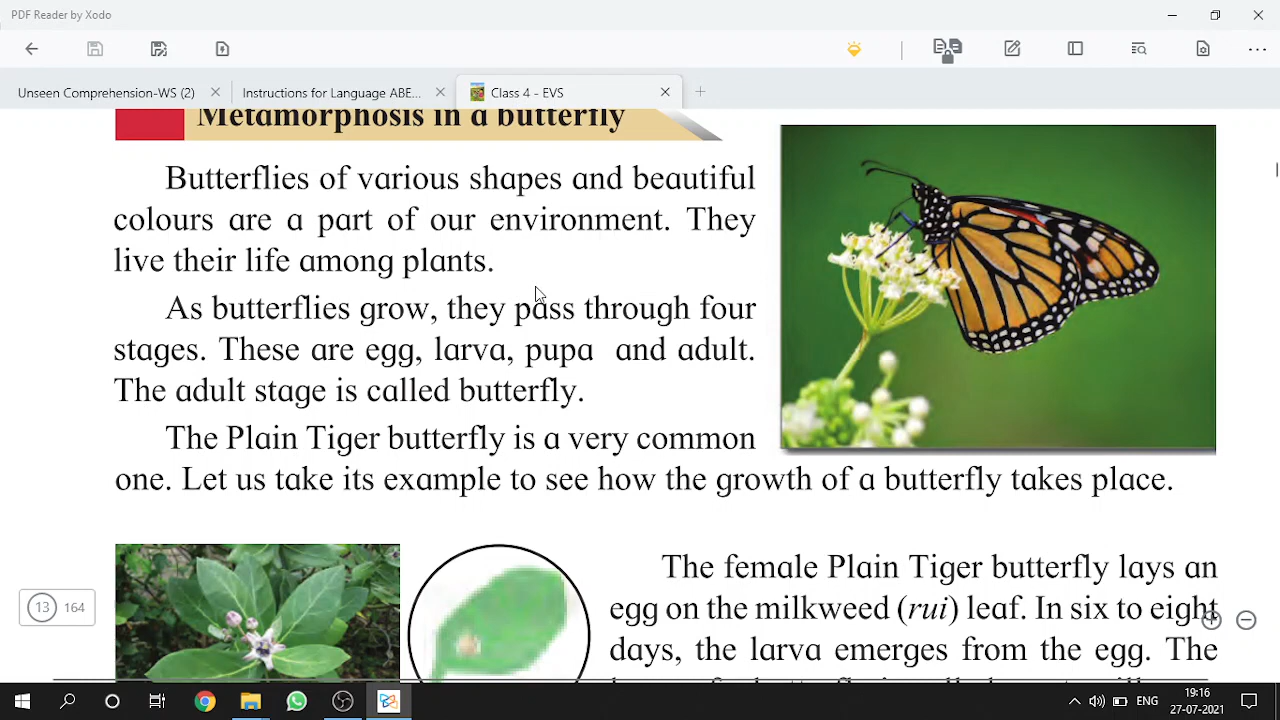 PDF Reader by Xodo
Unseen Comprehension-WS (2)
Instructions for Language ABE...
Class 4 - EVS
Metamorphosis in a butterfly
Butterflies of various shapes and beautiful
colours are a part of our environment. They
live their life among plants.
As butterflies grow, they pass through four
stages. These are egg, larva, pupa and adult.
The adult stage is called butterfly.
The Plain Tiger butterfly is a very common
one. Let us take its example to see how the growth of a butterfly takes place.
The female Plain Tiger butterfly lays an
egg on the milkweed (rui) leaf. In six to eight
days, the larva emerges from the egg. The
13 164
ENG
19:16
27-07-2021